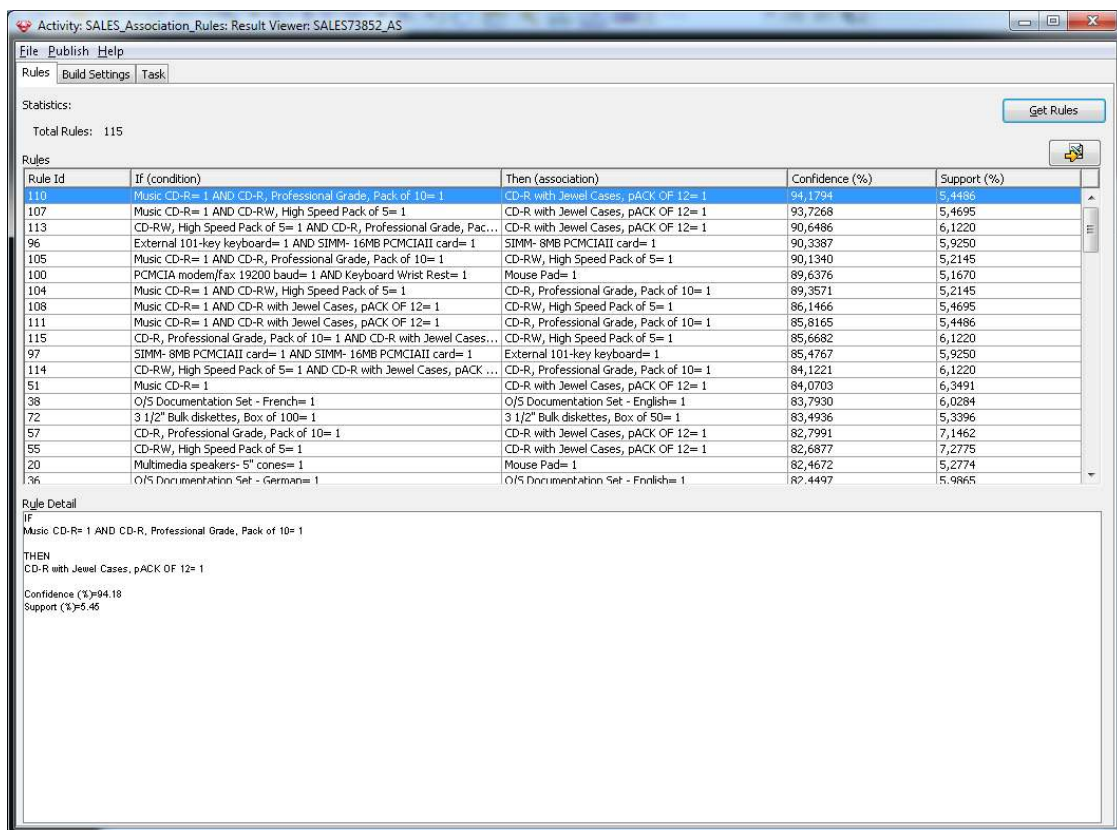 Activity: SALES_Association_Rules: Result Viewer: SALES73852_AS
File Publish Help
Rules Build Settings Task
Statistics:
Get Rules
Total Rules: 115
Rules
Rule Id If (condition) Then (association) Confidence (%) Support (%)
110 Music CD-R= 1 AND CD-R, Professional Grade, Pack of 10= 1 CD-R with Jewel Cases, pACK OF 12= 1 94,1794 5,4486
107 Music CD-R= 1 AND CD-RW, High Speed Pack of 5= 1 CD-R with Jewel Cases, pACK OF 12= 1 93,7268 5,4695
113 CD-RW, High Speed Pack of 5= 1 AND CD-R, Professional Grade, Pac... CD-R with Jewel Cases, pACK OF 12= 1 90,6486 6,1220
96 External 101-key keyboard= 1 AND SIMM- 16MB PCMCIAII card= 1 SIMM- 8MB PCMCIAII card= 1 90,3387 5,9250
105 Music CD-R= 1 AND CD-R, Professional Grade, Pack of 10= 1 CD-RW, High Speed Pack of 5= 1 90,1340 5,2145
100 PCMCIA modem/fax 19200 baud= 1 AND Keyboard Wrist Rest= 1 Mouse Pad= 1 89,6376 5,1670
104 Music CD-R= 1 AND CD-RW, High Speed Pack of 5= 1 CD-R, Professional Grade, Pack of 10= 1 89,3571 5,2145
108 Music CD-R= 1 AND CD-R with Jewel Cases, pACK OF 12= 1 CD-RW, High Speed Pack of 5= 1 86,1466 5,4695
111 Music CD-R= 1 AND CD-R with Jewel Cases, pACK OF 12= 1 CD-R, Professional Grade, Pack of 10= 1 85,8165 5,4486
115 CD-R, Professional Grade, Pack of 10= 1 AND CD-R with Jewel Cases... CD-RW, High Speed Pack of 5= 1 85,6682 6,1220
97 SIMM- 8MB PCMCIAII card= 1 AND SIMM- 16MB PCMCIAII card= 1 External 101-key keyboard= 1 85,4767 5,9250
114 CD-RW, High Speed Pack of 5= 1 AND CD-R with Jewel Cases, pACK ... CD-R, Professional Grade, Pack of 10= 1 84,1221 6,1220
51 Music CD-R= 1 CD-R with Jewel Cases, pACK OF 12= 1 84,0703 6,3491
38 O/S Documentation Set - French= 1 O/S Documentation Set - English= 1 83,7930 6,0284
72 3 1/2" Bulk diskettes, Box of 100= 1 3 1/2" Bulk diskettes, Box of 50= 1 83,4936 5,3396
57 CD-R, Professional Grade, Pack of 10= 1 CD-R with Jewel Cases, pACK OF 12= 1 82,7991 7,1462
55 CD-RW, High Speed Pack of 5= 1 CD-R with Jewel Cases, pACK OF 12= 1 82,6877 7,2775
20 Multimedia speakers- 5" cones= 1 Mouse Pad= 1 82,4672 5,2774
36 O/S Documentation Set - German= 1 O/S Documentation Set - English= 1 82,4497 5,9865
Rule Detail
IF
Music CD-R= 1 AND CD-R, Professional Grade, Pack of 10= 1
THEN
CD-R with Jewel Cases, pACK OF 12= 1
Confidence (%)=94.18
Support (%)=5.45